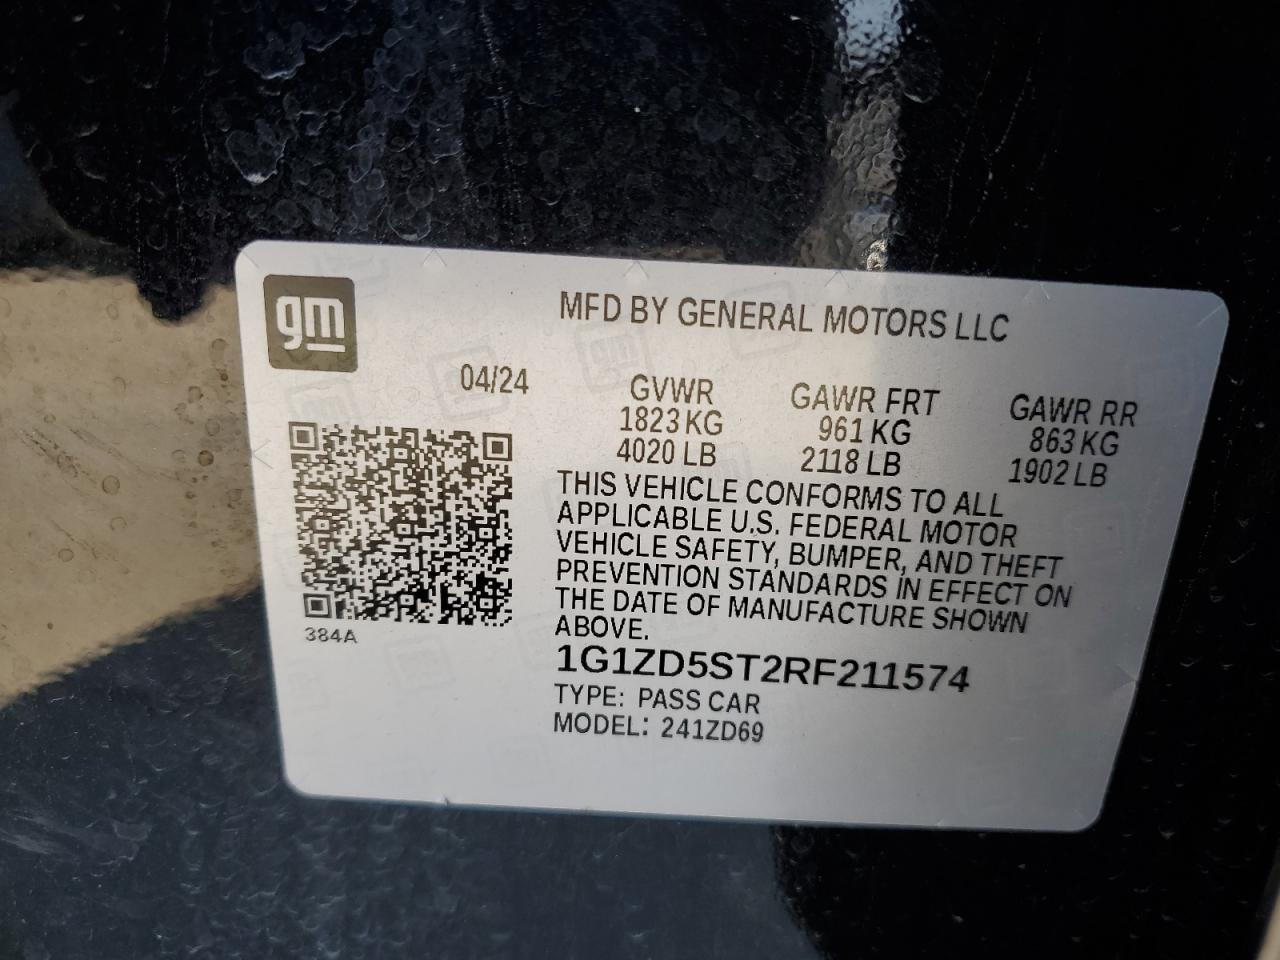 gm
MFD BY GENERAL MOTORS LLC
04/24
GVWR GAWR FRT GAWR RR
1823 KG 961 KG 863 KG
4020 LB 2118 LB 1902 LB
THIS VEHICLE CONFORMS TO ALL
APPLICABLE U.S. FEDERAL MOTOR
VEHICLE SAFETY, BUMPER, AND THEFT
PREVENTION STANDARDS IN EFFECT ON
THE DATE OF MANUFACTURE SHOWN
ABOVE.
384A
1G1ZD5ST2RF211574
TYPE: PASS CAR
MODEL: 241ZD69